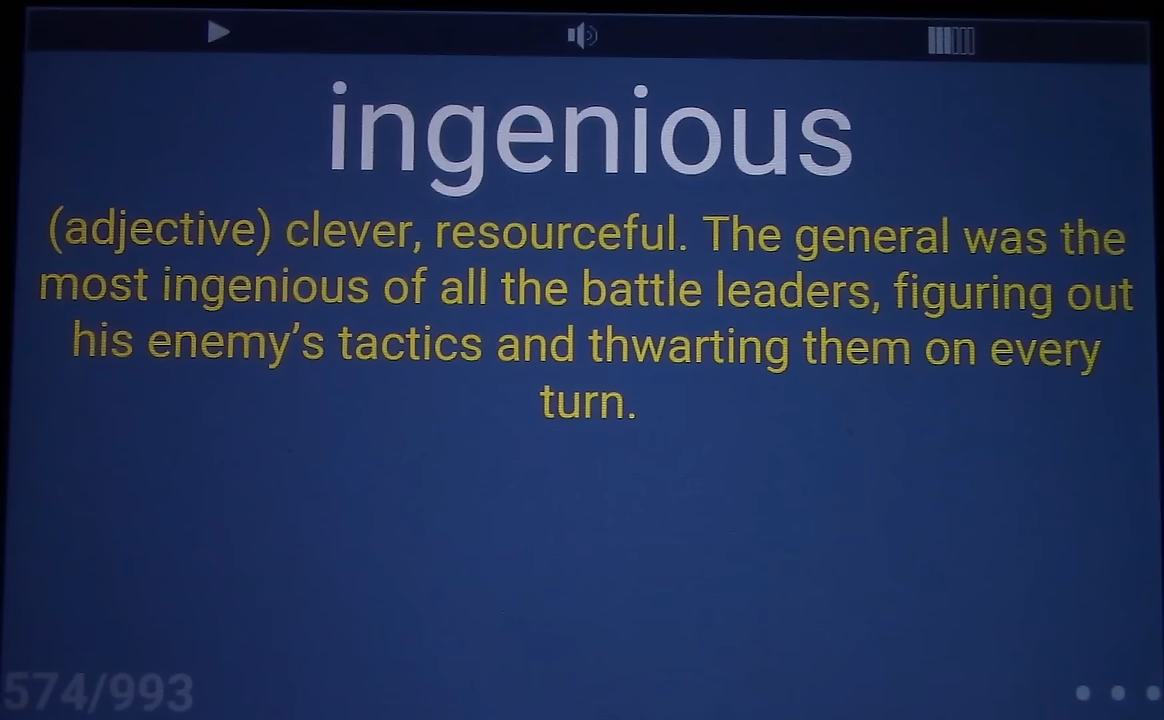 ingenious
(adjective) clever, resourceful. The general was the
most ingenious of all the battle leaders, figuring out
his enemy’s tactics and thwarting them on every
turn.
574/993